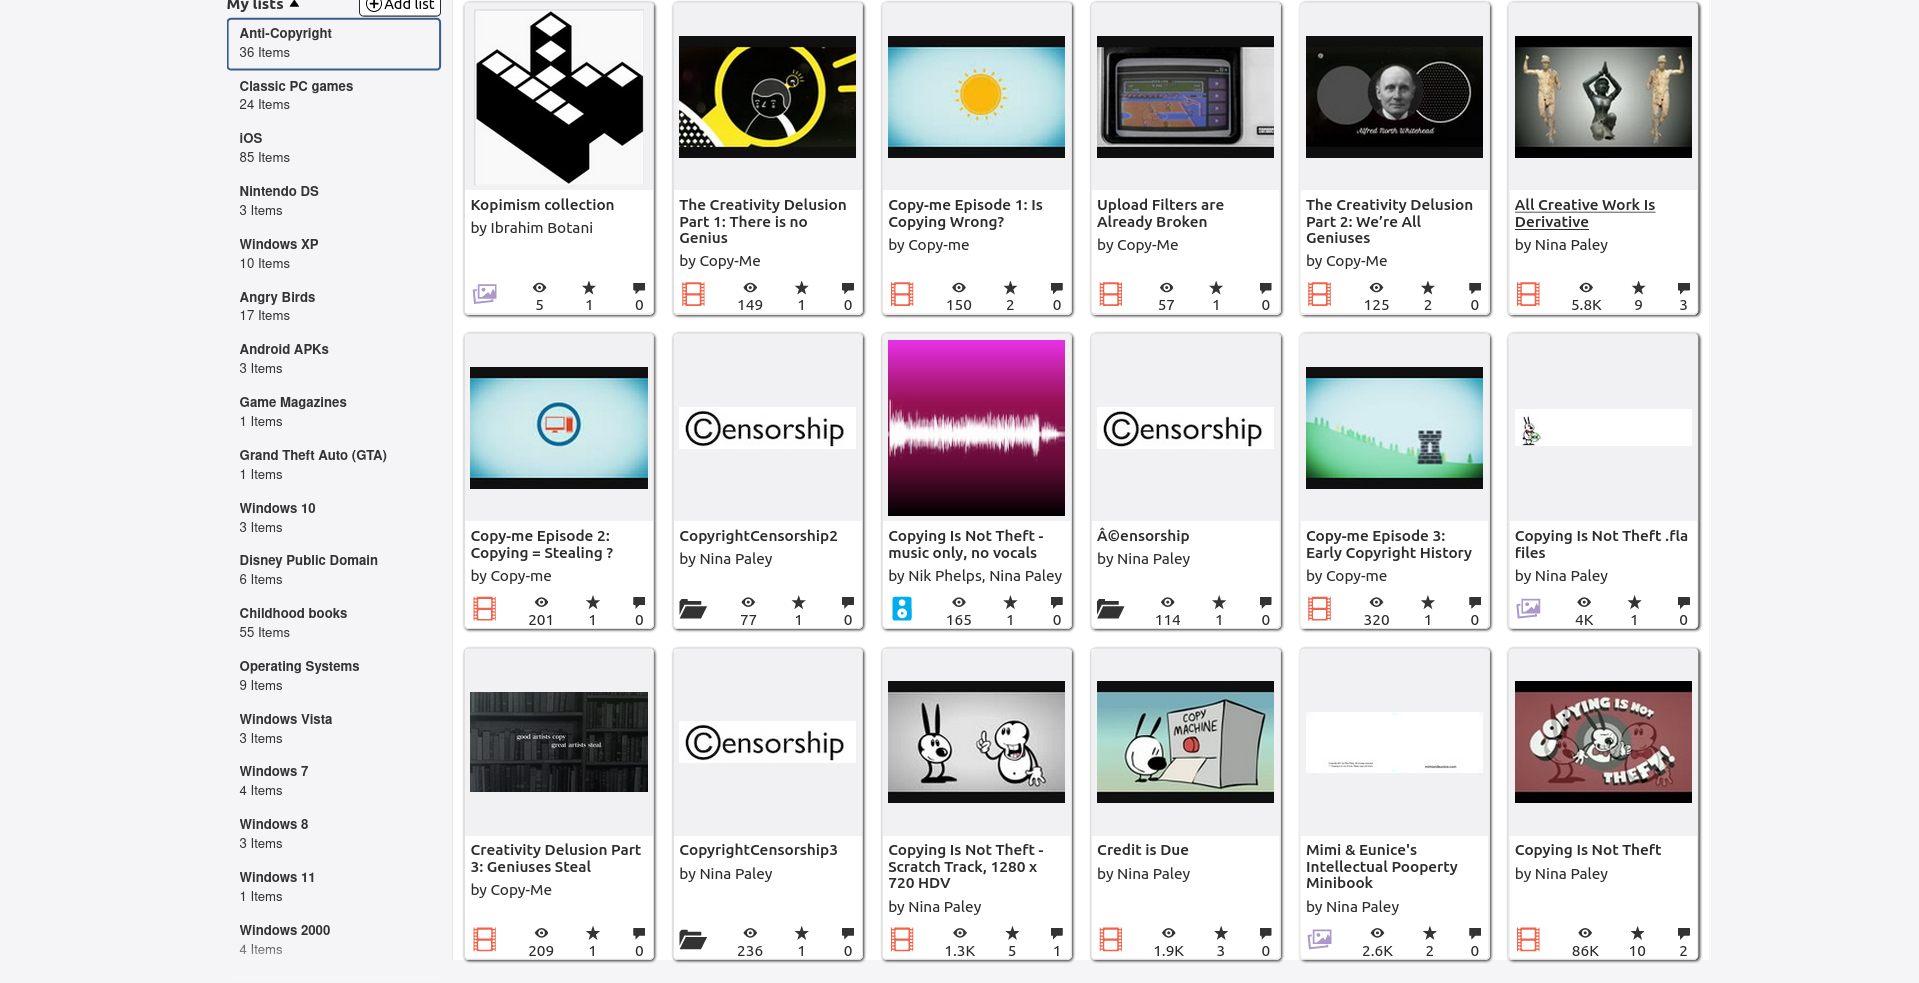 My lists
Add list
Anti-Copyright
36 Items
Classic PC games
24 Items
iOS
85 Items
Nintendo DS
3 Items
Windows XP
10 Items
Angry Birds
17 Items
Android APKs
3 Items
Game Magazines
1 Items
Grand Theft Auto (GTA)
1 Items
Windows 10
3 Items
Disney Public Domain
6 Items
Childhood books
55 Items
Operating Systems
9 Items
Windows Vista
3 Items
Windows 7
4 Items
Windows 8
3 Items
Windows 11
1 Items
Windows 2000
4 Items
Kopimism collection
by Ibrahim Botani
5 1 0
The Creativity Delusion
Part 1: There is no
Genius
by Copy-Me
149 1 0
Copy-me Episode 1: Is
Copying Wrong?
by Copy-me
150 2 0
Upload Filters are
Already Broken
by Copy-Me
57 1 0
Alfred North Whitehead
The Creativity Delusion
Part 2: We’re All
Geniuses
by Copy-Me
125 2 0
All Creative Work Is
Derivative
by Nina Paley
5.8K 9 3
Copy-me Episode 2:
Copying = Stealing ?
by Copy-me
201 1 0
©ensorship
CopyrightCensorship2
by Nina Paley
77 1 0
Copying Is Not Theft -
music only, no vocals
by Nik Phelps, Nina Paley
165 1 0
©ensorship
Â©ensorship
by Nina Paley
114 1 0
Copy-me Episode 3:
Early Copyright History
by Copy-me
320 1 0
Copying Is Not Theft .fla
files
by Nina Paley
4K 1 0
good artists copy
great artists steal
Creativity Delusion Part
3: Geniuses Steal
by Copy-Me
209 1 0
©ensorship
CopyrightCensorship3
by Nina Paley
236 1 0
Copying Is Not Theft -
Scratch Track, 1280 x
720 HDV
by Nina Paley
1.3K 5 1
COPY
MACHINE
Credit is Due
by Nina Paley
1.9K 3 0
Mimi & Eunice's
Intellectual Pooperty
Minibook
by Nina Paley
2.6K 2 0
COPYING IS NOT
THEFT!
Copying Is Not Theft
by Nina Paley
86K 10 2